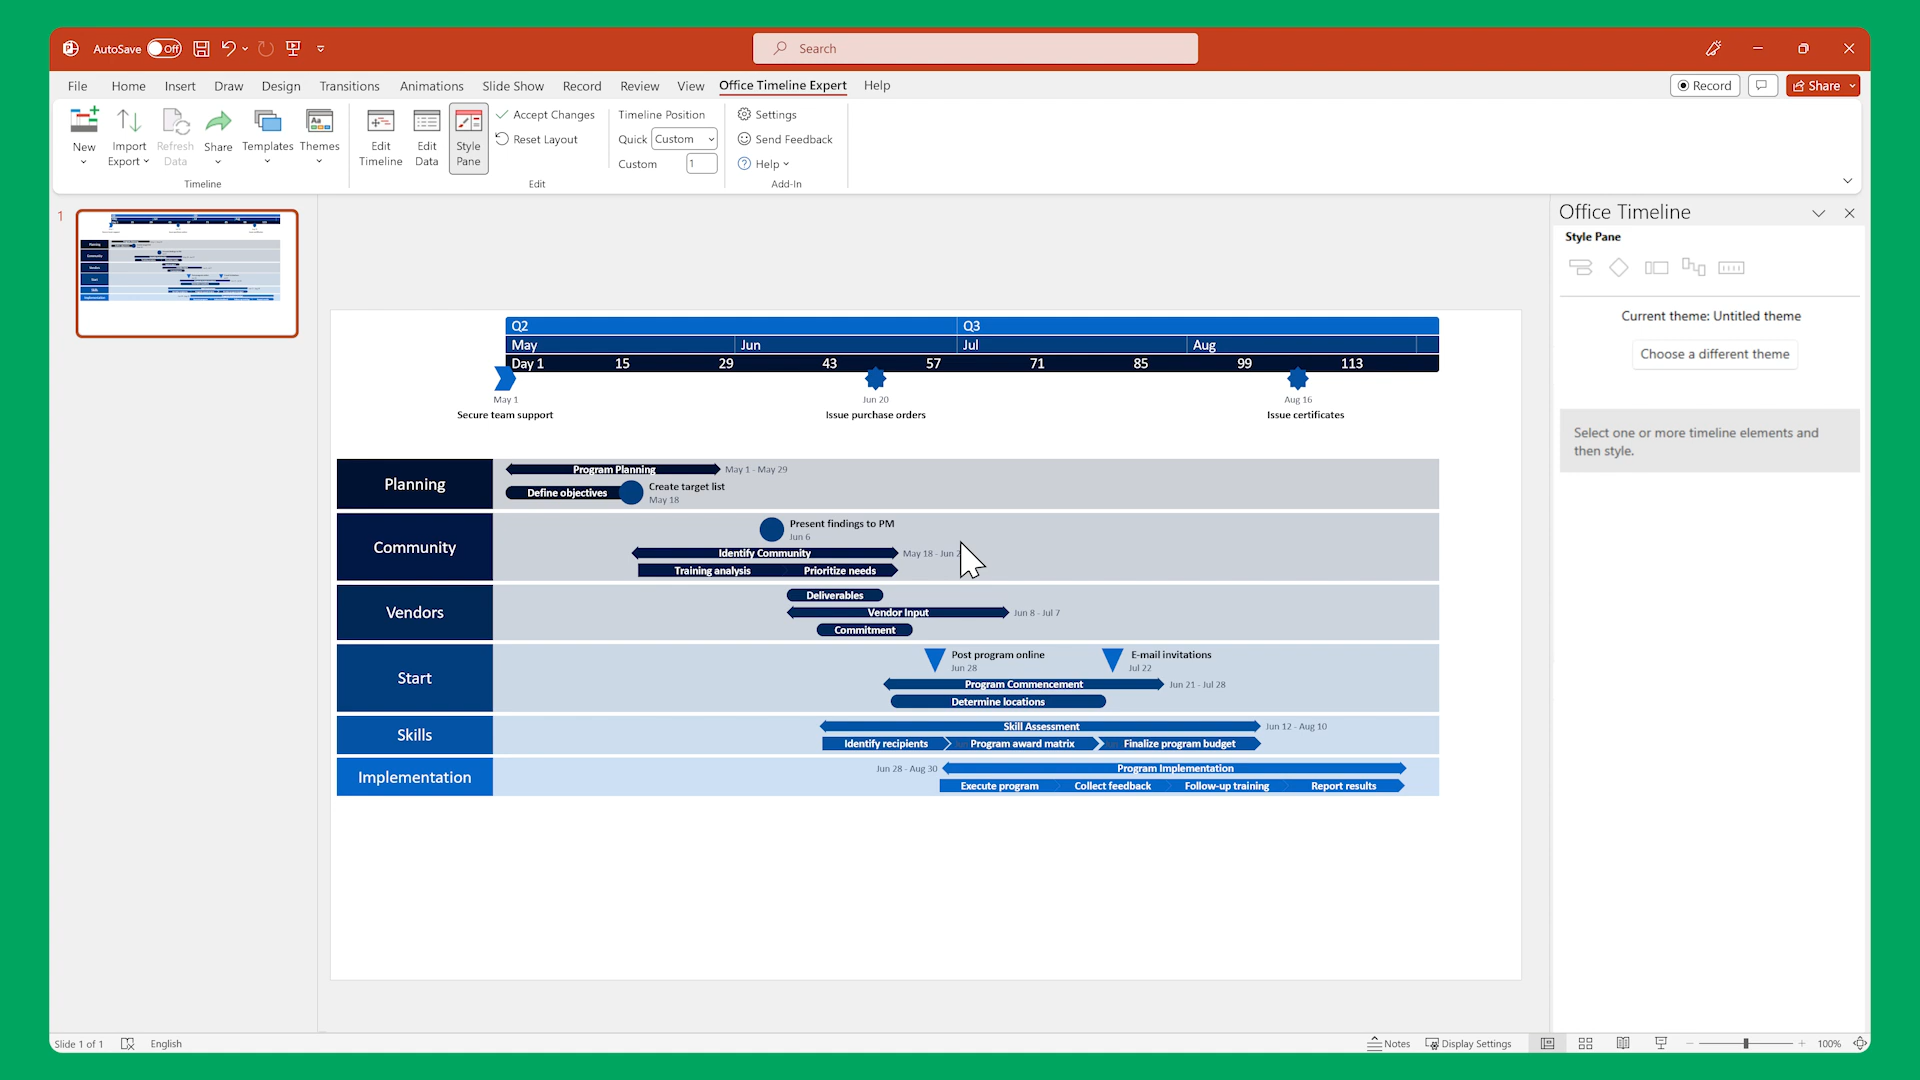 AutoSave Off
Search
File Home Insert Draw Design Transitions Animations Slide Show Record Review View Office Timeline Expert Help
Record Share
New
Import Export
Refresh Data
Share
Templates
Themes
Timeline
Edit Timeline
Edit Data
Style Pane
Accept Changes
Reset Layout
Edit
Timeline Position
Quick Custom
Custom 1
Settings
Send Feedback
Help
Add-In
1
Office Timeline
Style Pane
Current theme: Untitled theme
Choose a different theme
Select one or more timeline elements and
then style.
Q2 Q3
May Jun Jul Aug
Day 1 15 29 43 57 71 85 99 113
May 1 Jun 20 Aug 16
Secure team support Issue purchase orders Issue certificates
Planning
Program Planning May 1 - May 29
Define objectives
Create target list
May 18
Community
Present findings to PM
Jun 6
Identify Community May 18 - Jun
Training analysis Prioritize needs
Vendors
Deliverables
Vendor Input Jun 8 - Jul 7
Commitment
Start
Post program online
Jun 28
E-mail invitations
Jul 22
Program Commencement Jun 21 - Jul 28
Determine locations
Skills
Skill Assessment Jun 12 - Aug 10
Identify recipients Program award matrix Finalize program budget
Implementation
Jun 28 - Aug 30 Program Implementation
Execute program Collect feedback Follow-up training Report results
Slide 1 of 1 English Notes Display Settings 100%